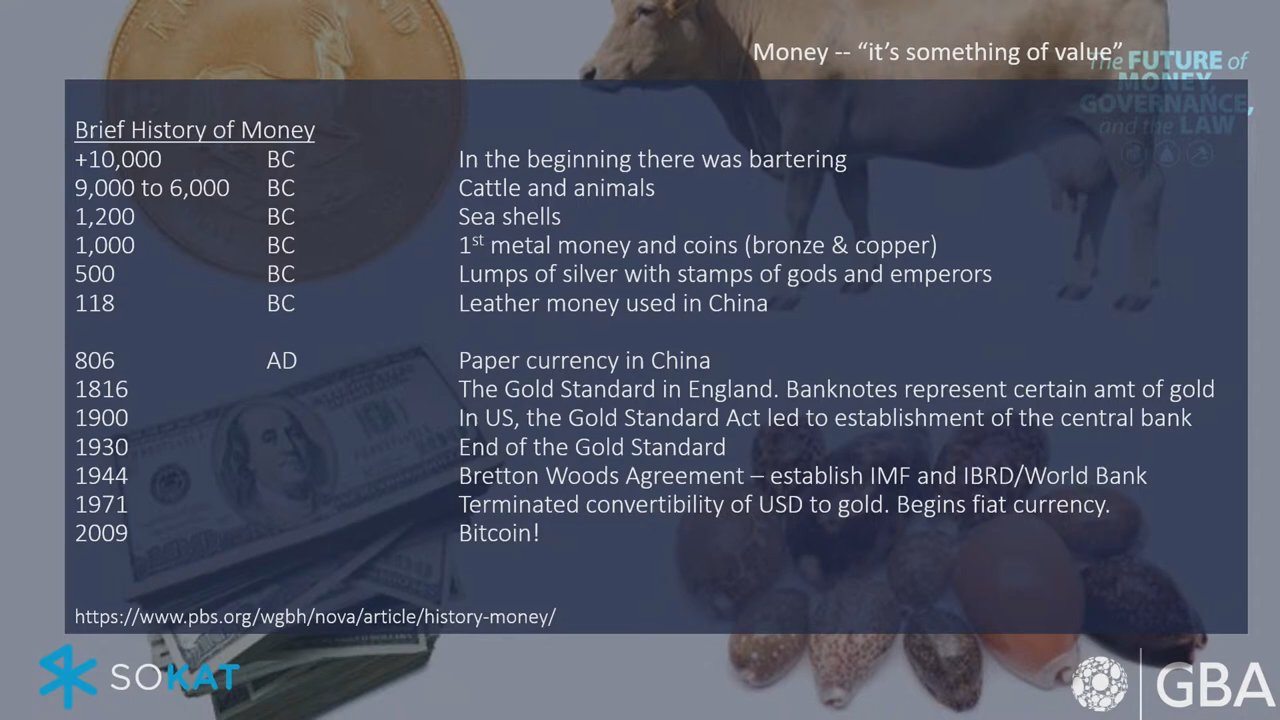 Money -- “it’s something of value”
The FUTURE of
MONEY,
GOVERNANCE,
and the LAW
Brief History of Money
+10,000 BC In the beginning there was bartering
9,000 to 6,000 BC Cattle and animals
1,200 BC Sea shells
1,000 BC 1st metal money and coins (bronze & copper)
500 BC Lumps of silver with stamps of gods and emperors
118 BC Leather money used in China
806 AD Paper currency in China
1816 The Gold Standard in England. Banknotes represent certain amt of gold
1900 In US, the Gold Standard Act led to establishment of the central bank
1930 End of the Gold Standard
1944 Bretton Woods Agreement – establish IMF and IBRD/World Bank
1971 Terminated convertibility of USD to gold. Begins fiat currency.
2009 Bitcoin!
https://www.pbs.org/wgbh/nova/article/history-money/
SOKAT
GBA